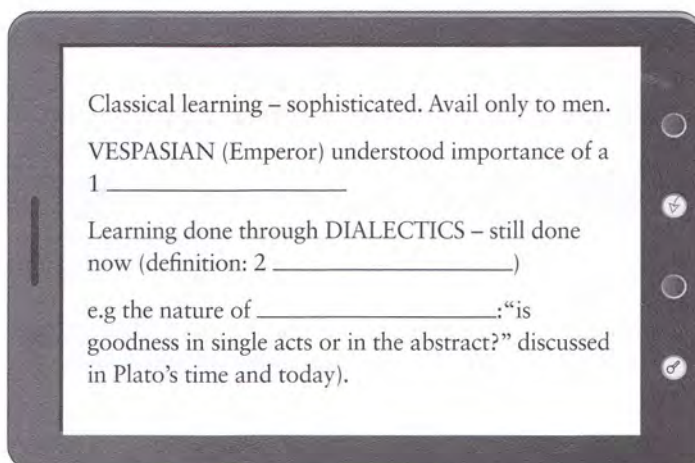 Classical learning – sophisticated. Avail only to men.
VESPASIAN (Emperor) understood importance of a
1 ____________________
Learning done through DIALECTICS – still done
now (definition: 2 ____________________)
e.g the nature of ____________________:“is
goodness in single acts or in the abstract?” discussed
in Plato’s time and today).